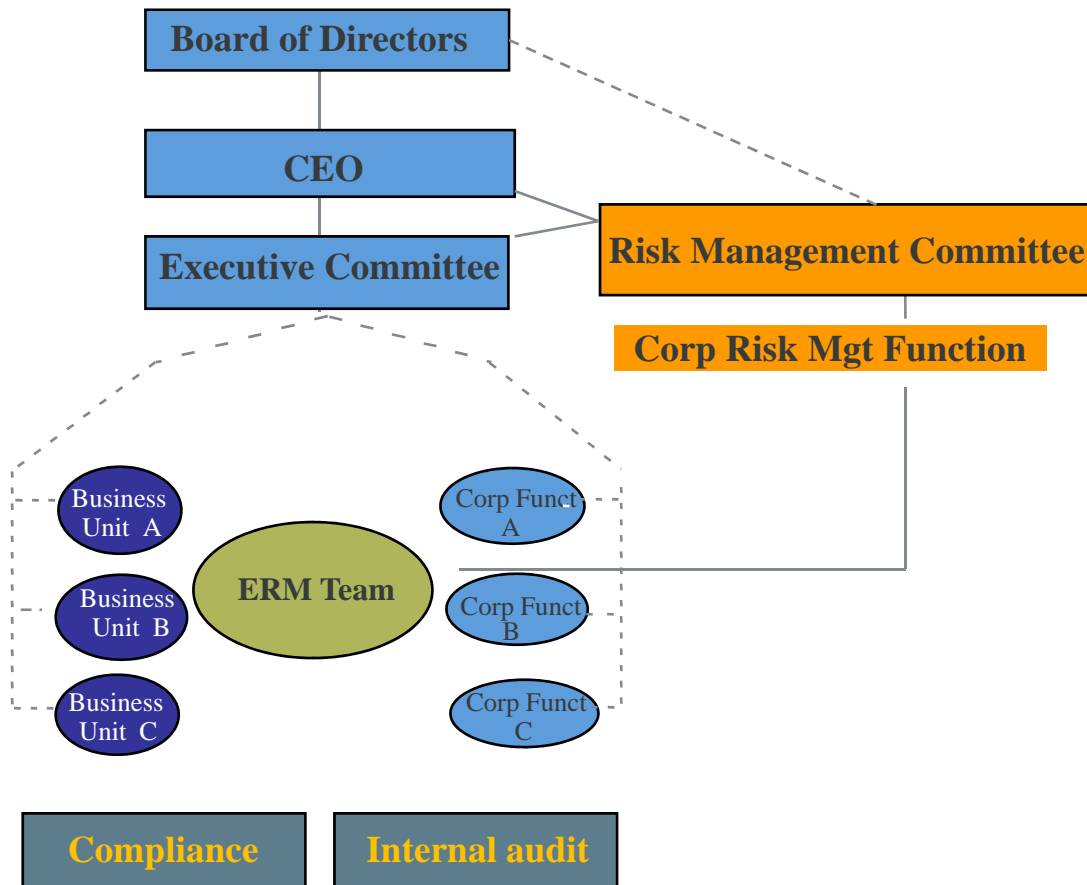 Board of Directors
CEO
Executive Committee
Risk Management Committee
Corp Risk Mgt Function
Business
Unit A
Corp Funct
A
ERM Team
Business
Unit B
Corp Funct
B
Business
Unit C
Corp Funct
C
Compliance
Internal audit